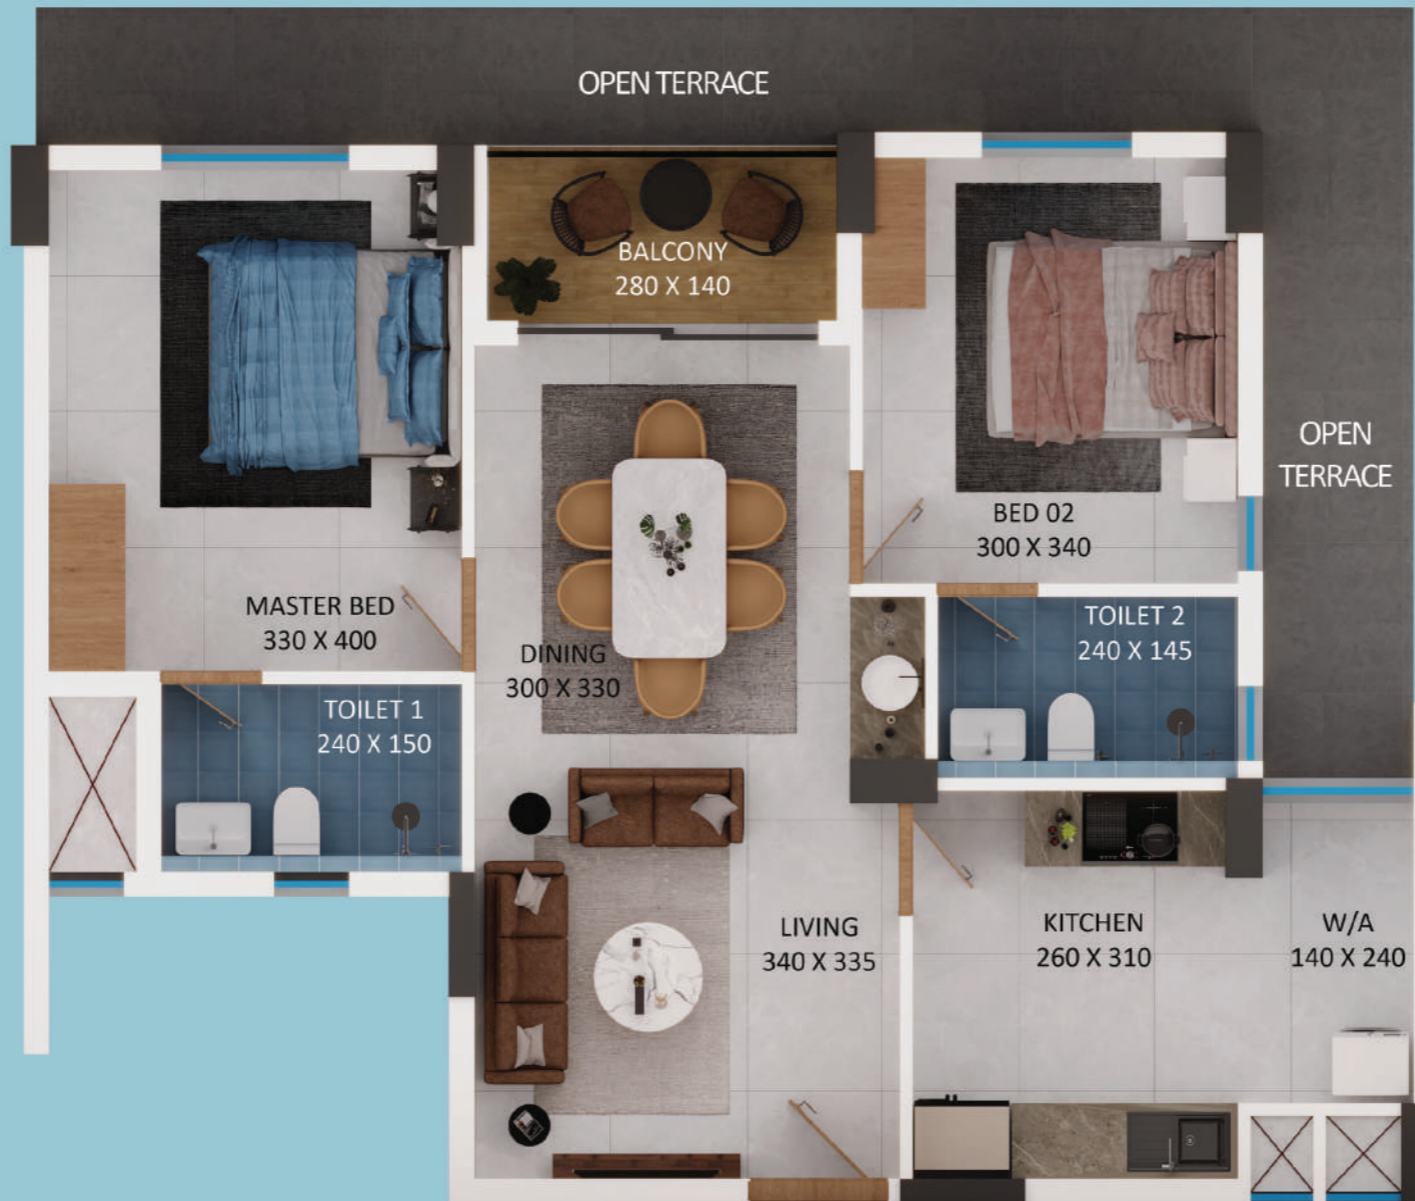 OPEN TERRACE
BALCONY
280 X 140
OPEN
TERRACE
BED 02
300 X 340
MASTER BED
330 X 400
TOILET 2
240 X 145
DINING
300 X 330
TOILET 1
240 X 150
LIVING
340 X 335
KITCHEN
260 X 310
W/A
140 X 240